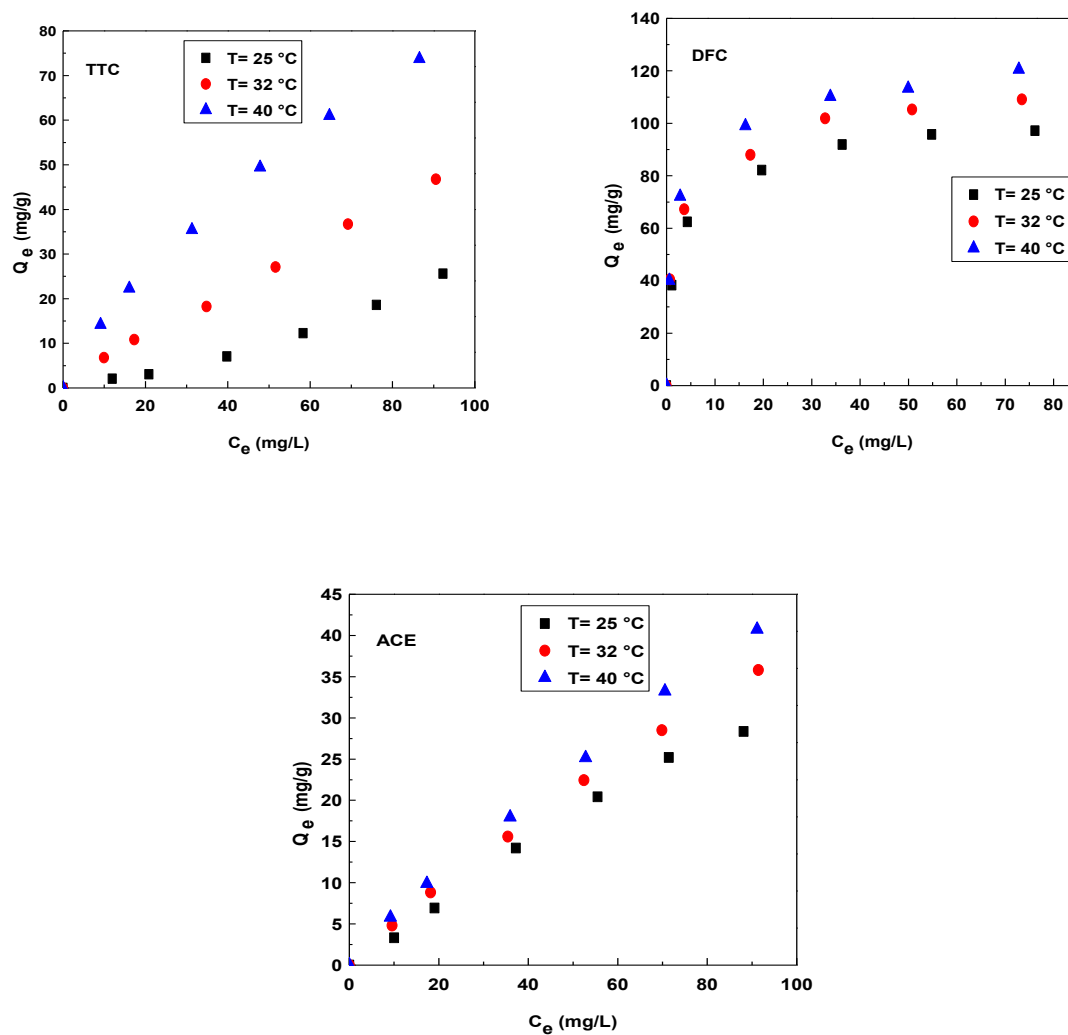 TTC
T= 25 °C
T= 32 °C
T= 40 °C
80
70
60
50
40
30
20
10
0
Q e (mg/g)
0 20 40 60 80 100
C e (mg/L)
DFC
T= 25 °C
T= 32 °C
T= 40 °C
140
120
100
80
60
40
20
0
Q e (mg/g)
0 10 20 30 40 50 60 70 80
C e (mg/L)
ACE
T= 25 °C
T= 32 °C
T= 40 °C
45
40
35
30
25
20
15
10
5
0
Q e (mg/g)
0 20 40 60 80 100
C e (mg/L)